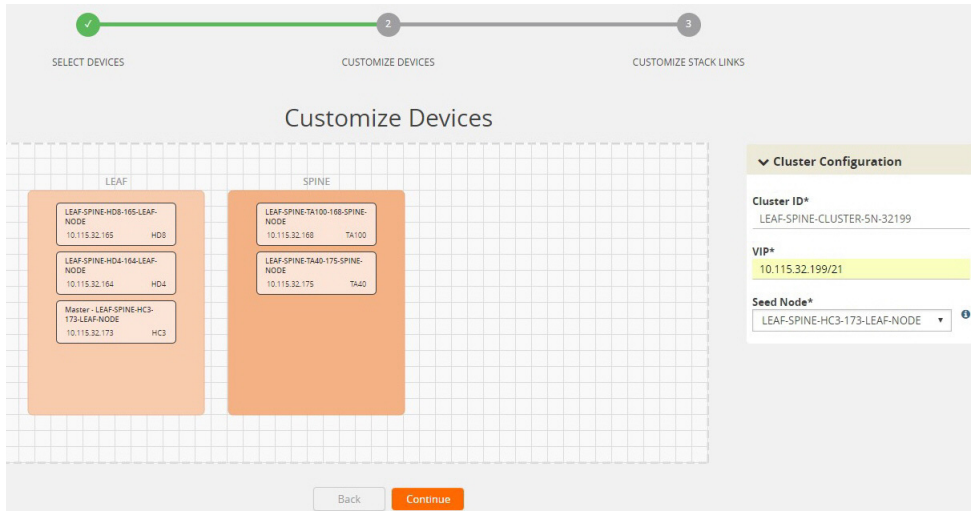 ✓ 2 3
SELECT DEVICES CUSTOMIZE DEVICES CUSTOMIZE STACK LINKS
Customize Devices
LEAF
LEAF-SPINE-HD8-165-LEAF-
NODE
10.115.32.165 HD8
LEAF-SPINE-HD4-164-LEAF-
NODE
10.115.32.164 HD4
Master - LEAF-SPINE-HC3-
173-LEAF-NODE
10.115.32.173 HC3
SPINE
LEAF-SPINE-TA100-168-SPINE-
NODE
10.115.32.168 TA100
LEAF-SPINE-TA40-175-SPINE-
NODE
10.115.32.175 TA40
Cluster Configuration
Cluster ID*
LEAF-SPINE-CLUSTER-5N-32199
VIP*
10.115.32.199/21
Seed Node*
LEAF-SPINE-HC3-173-LEAF-NODE
Back Continue